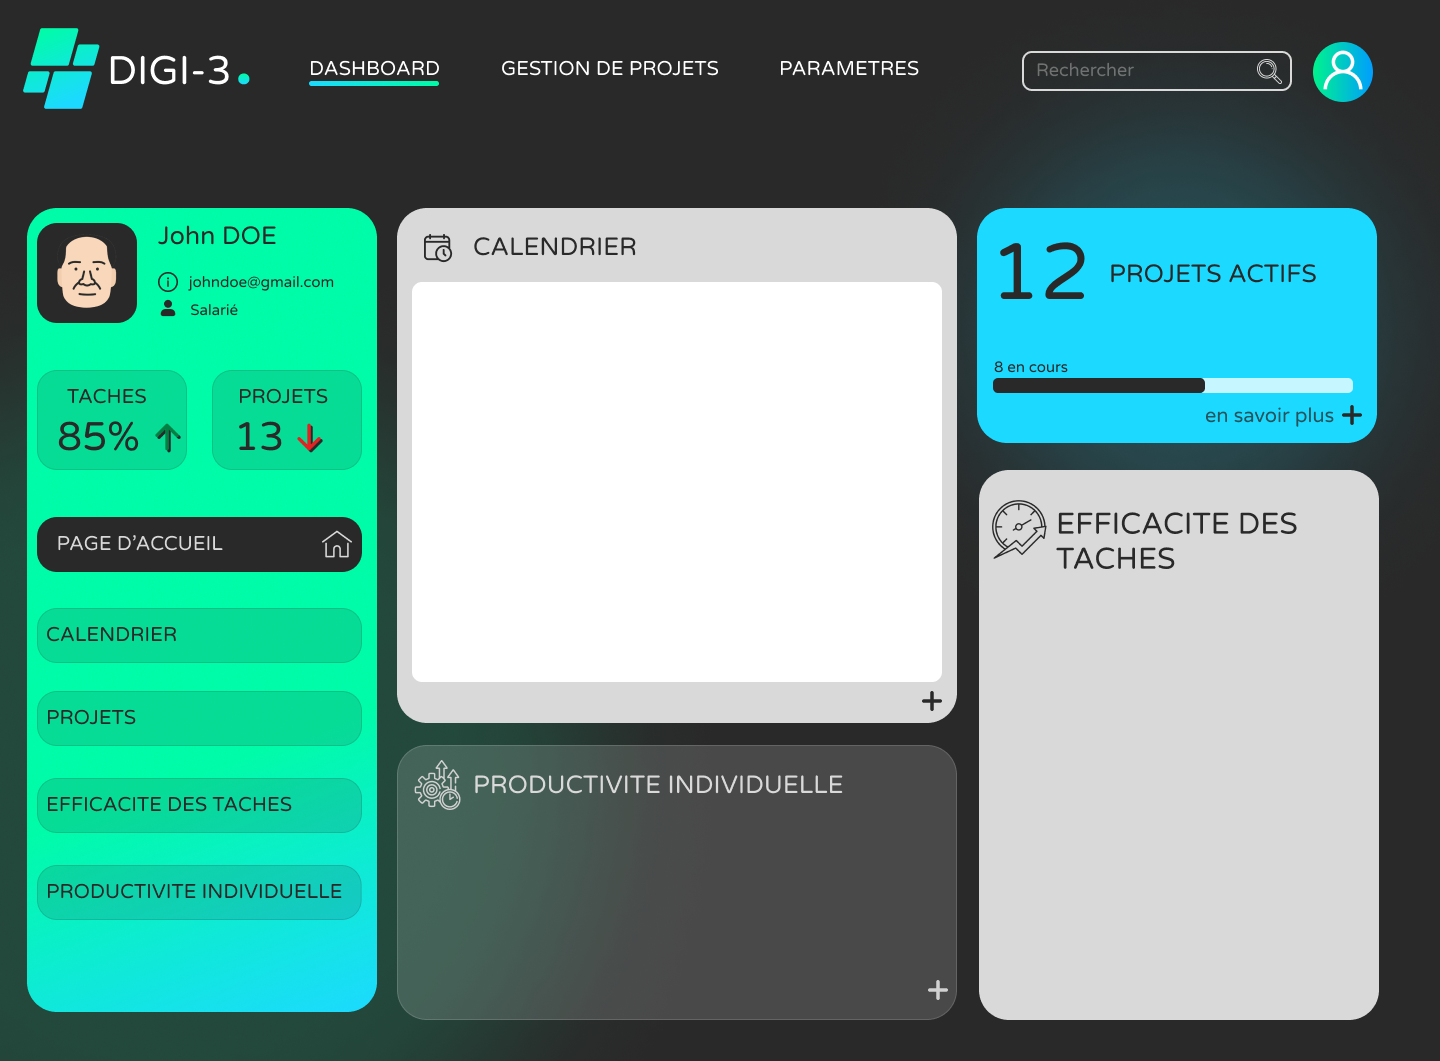 DIGI-3.
DASHBOARD
GESTION DE PROJETS
PARAMETRES
Rechercher
John DOE
johndoe@gmail.com
Salarié
TACHES
85%
PROJETS
13
PAGE D’ACCUEIL
CALENDRIER
PROJETS
EFFICACITE DES TACHES
PRODUCTIVITE INDIVIDUELLE
CALENDRIER
PRODUCTIVITE INDIVIDUELLE
12 PROJETS ACTIFS
8 en cours
en savoir plus
EFFICACITE DES
TACHES